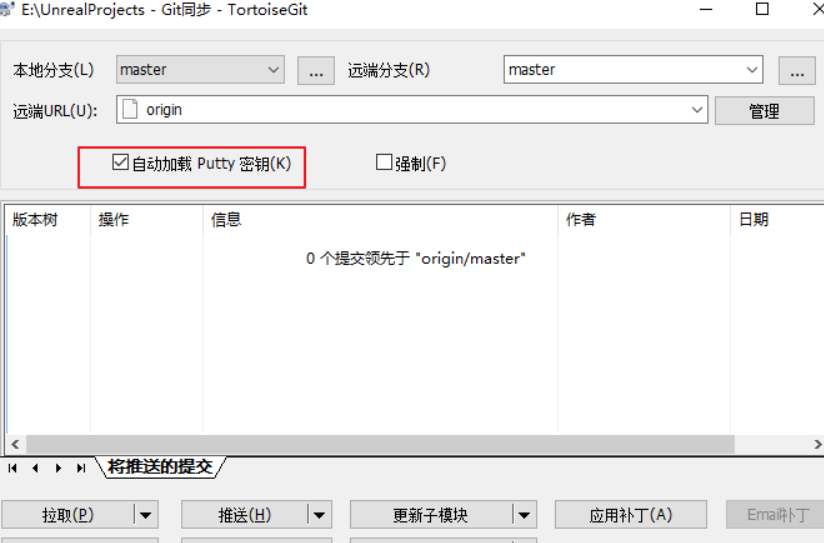 E:\UnrealProjects - Git同步 - TortoiseGit
本地分支(L) master ... 远端分支(R) master ...
远端URL(U): origin 管理
自动加载 Putty 密钥(K) 强制(F)
版本树 操作 信息 作者 日期
0 个提交领先于 "origin/master"
将推送的提交
拉取(P) 推送(H) 更新子模块 应用补丁(A) Email补丁